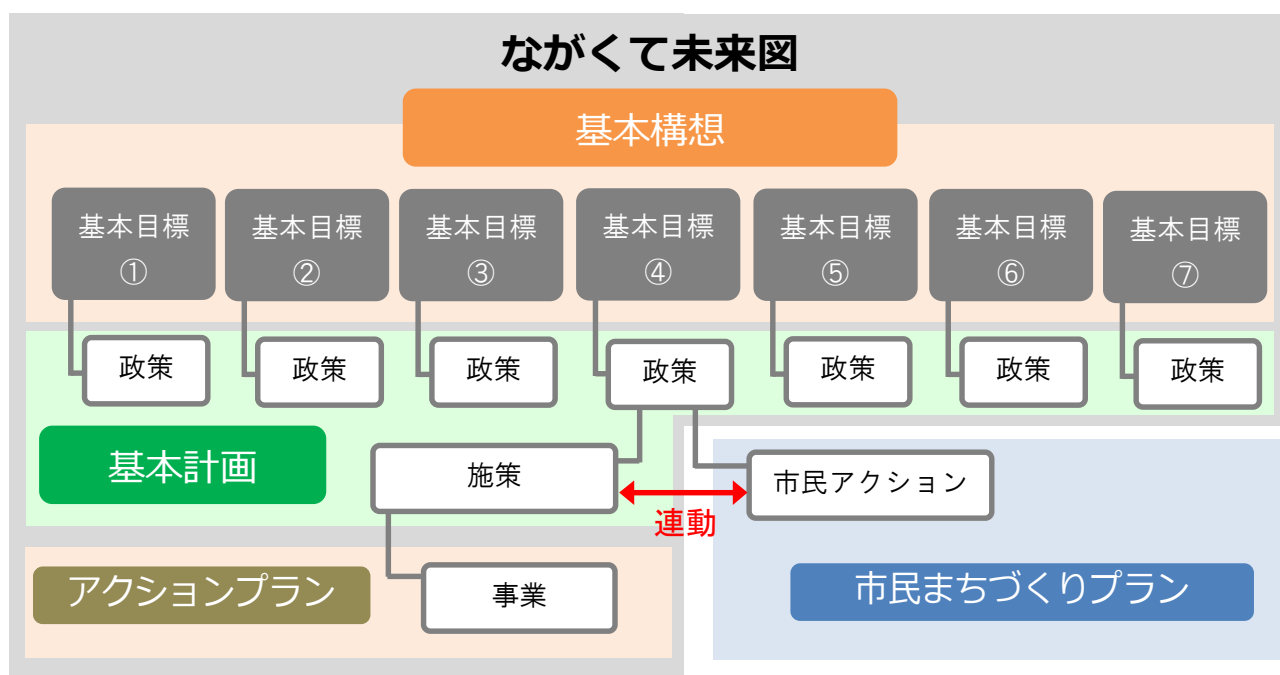 ながくて未来図
基本構想
基本目標
①
基本目標
②
基本目標
③
基本目標
④
基本目標
⑤
基本目標
⑥
基本目標
⑦
政策
政策
政策
政策
政策
政策
政策
基本計画
施策
連動
市民アクション
アクションプラン
事業
市民まちづくりプラン